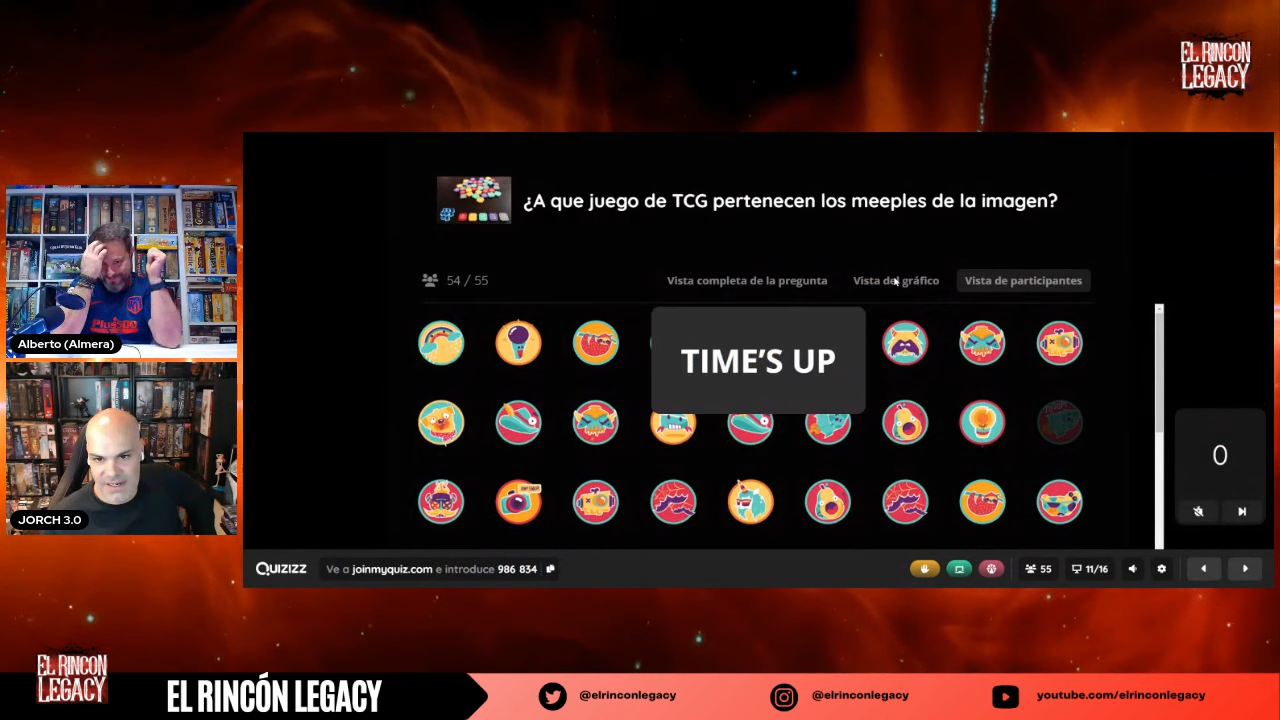 EL RINCON
LEGACY
¿A que juego de TCG pertenecen los meeples de la imagen?
54 / 55
Vista completa de la pregunta
Vista del gráfico
Vista de participantes
TIME'S UP
Alberto (Almera)
JORCH 3.0
0
QUIZIZZ
Ve a joinmyquiz.com e introduce 986 834
55
11/16
EL RINCON
LEGACY
EL RINCÓN LEGACY
@elrinconlegacy
@elrinconlegacy
youtube.com/elrinconlegacy